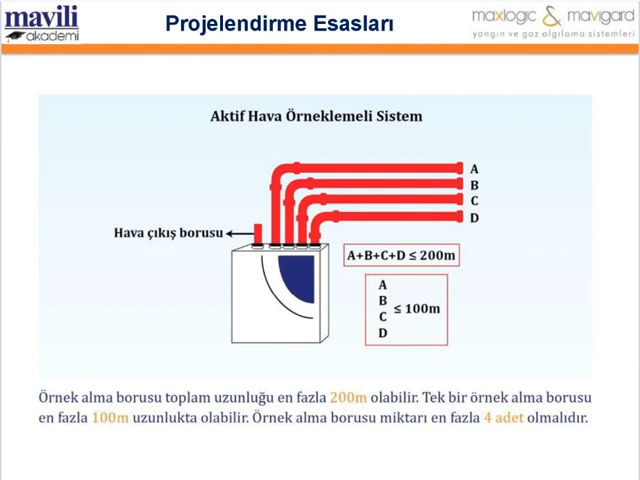 mavili
akademi
Projelendirme Esasları
maxlogic & mavigard
yangın ve gaz algılama sistemleri
Aktif Hava Örneklemeli Sistem
A
B
C
D
Hava çıkış borusu
A+B+C+D ≤ 200m
A
B
C
D
≤ 100m
Örnek alma borusu toplam uzunluğu en fazla 200m olabilir. Tek bir örnek alma borusu
en fazla 100m uzunlukta olabilir. Örnek alma borusu miktarı en fazla 4 adet olmalıdır.